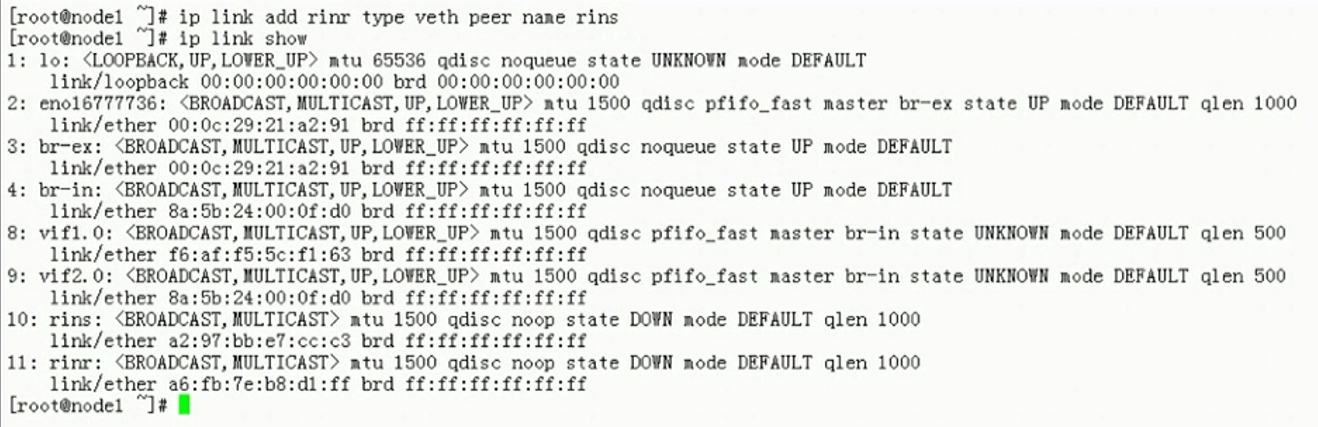 [root@node1 ~]# ip link add rinr type veth peer name rins
[root@node1 ~]# ip link show
1: lo: <LOOPBACK,UP,LOWER_UP> mtu 65536 qdisc noqueue state UNKNOWN mode DEFAULT
    link/loopback 00:00:00:00:00:00 brd 00:00:00:00:00:00
2: eno16777736: <BROADCAST,MULTICAST,UP,LOWER_UP> mtu 1500 qdisc pfifo_fast master br-ex state UP mode DEFAULT qlen 1000
    link/ether 00:0c:29:21:a2:91 brd ff:ff:ff:ff:ff:ff
3: br-ex: <BROADCAST,MULTICAST,UP,LOWER_UP> mtu 1500 qdisc noqueue state UP mode DEFAULT
    link/ether 00:0c:29:21:a2:91 brd ff:ff:ff:ff:ff:ff
4: br-in: <BROADCAST,MULTICAST,UP,LOWER_UP> mtu 1500 qdisc noqueue state UP mode DEFAULT
    link/ether 8a:5b:24:00:0f:d0 brd ff:ff:ff:ff:ff:ff
8: vif1.0: <BROADCAST,MULTICAST,UP,LOWER_UP> mtu 1500 qdisc pfifo_fast master br-in state UNKNOWN mode DEFAULT qlen 500
    link/ether f6:af:f5:5c:f1:63 brd ff:ff:ff:ff:ff:ff
9: vif2.0: <BROADCAST,MULTICAST,UP,LOWER_UP> mtu 1500 qdisc pfifo_fast master br-in state UNKNOWN mode DEFAULT qlen 500
    link/ether 8a:5b:24:00:0f:d0 brd ff:ff:ff:ff:ff:ff
10: rins: <BROADCAST,MULTICAST> mtu 1500 qdisc noop state DOWN mode DEFAULT qlen 1000
    link/ether a2:97:bb:e7:cc:c3 brd ff:ff:ff:ff:ff:ff
11: rinr: <BROADCAST,MULTICAST> mtu 1500 qdisc noop state DOWN mode DEFAULT qlen 1000
    link/ether a6:fb:7e:b8:d1:ff brd ff:ff:ff:ff:ff:ff
[root@node1 ~]#